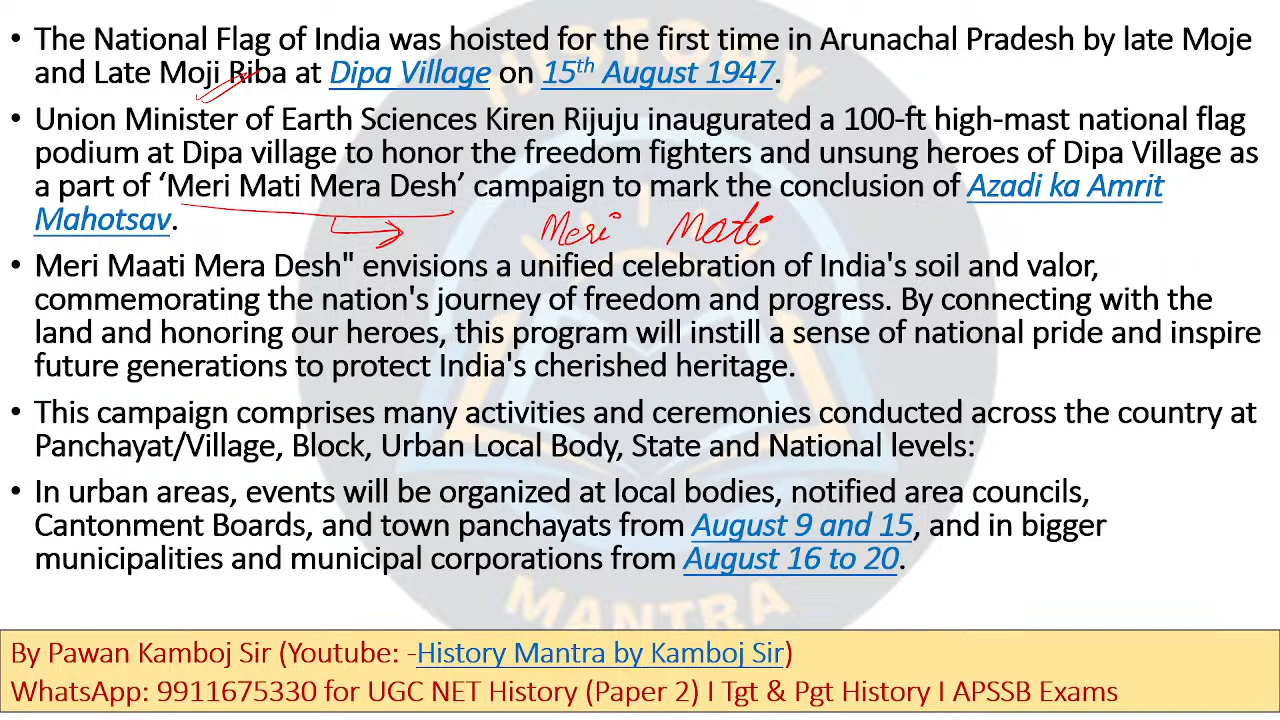 • The National Flag of India was hoisted for the first time in Arunachal Pradesh by late Moje
and Late Moji Riba at Dipa Village on 15th August 1947.
• Union Minister of Earth Sciences Kiren Rijuju inaugurated a 100-ft high-mast national flag
podium at Dipa village to honor the freedom fighters and unsung heroes of Dipa Village as
a part of ‘Meri Mati Mera Desh’ campaign to mark the conclusion of Azadi ka Amrit
Mahotsav.
Meri Mati
• Meri Maati Mera Desh" envisions a unified celebration of India's soil and valor,
commemorating the nation's journey of freedom and progress. By connecting with the
land and honoring our heroes, this program will instill a sense of national pride and inspire
future generations to protect India's cherished heritage.
• This campaign comprises many activities and ceremonies conducted across the country at
Panchayat/Village, Block, Urban Local Body, State and National levels:
• In urban areas, events will be organized at local bodies, notified area councils,
Cantonment Boards, and town panchayats from August 9 and 15, and in bigger
municipalities and municipal corporations from August 16 to 20.
HISTORY
MANTRA
By Pawan Kamboj Sir (Youtube: -History Mantra by Kamboj Sir)
WhatsApp: 9911675330 for UGC NET History (Paper 2) I Tgt & Pgt History I APSSB Exams